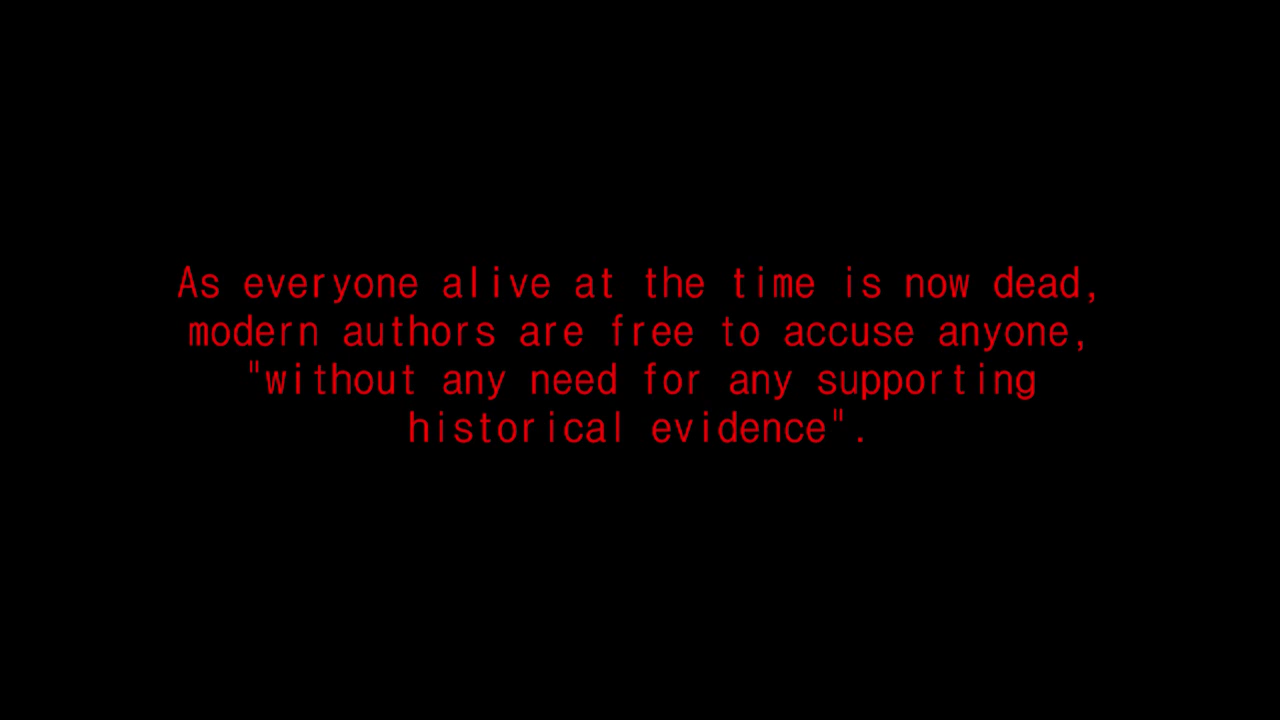 As everyone alive at the time is now dead,
modern authors are free to accuse anyone,
"without any need for any supporting
historical evidence".